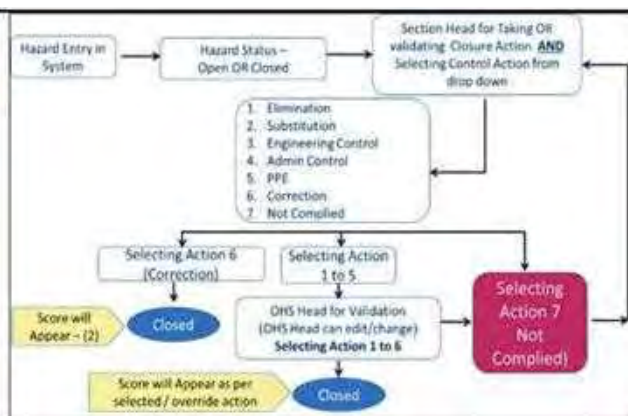 Hazard Entry in
System
Hazard Status –
Open OR Closed
Section Head for Taking OR
validating Closure Action AND
Selecting Control Action from
drop down
1. Elimination
2. Substitution
3. Engineering Control
4. Admin Control
5. PPE
6. Correction
7. Not Complied
Selecting Action 6
(Correction)
Selecting Action
1 to 5
Selecting
Action 7
Not
Complied)
Score will
Appear – (2)
Closed
OHS Head for Validation
(OHS Head can edit/change)
Selecting Action 1 to 6
Score will Appear as per
selected / override action
Closed